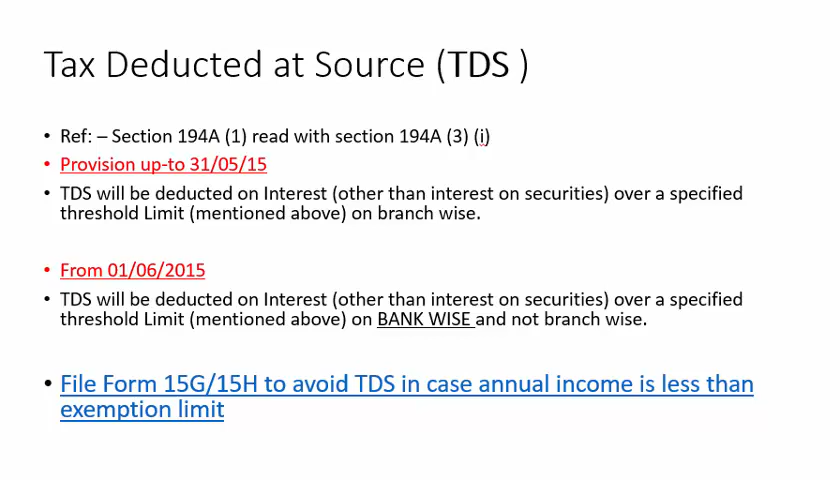 Tax Deducted at Source (TDS )
• Ref: – Section 194A (1) read with section 194A (3) (i)
• Provision up-to 31/05/15
• TDS will be deducted on Interest (other than interest on securities) over a specified
threshold Limit (mentioned above) on branch wise.
• From 01/06/2015
• TDS will be deducted on Interest (other than interest on securities) over a specified
threshold Limit (mentioned above) on BANK WISE and not branch wise.
• File Form 15G/15H to avoid TDS in case annual income is less than
exemption limit